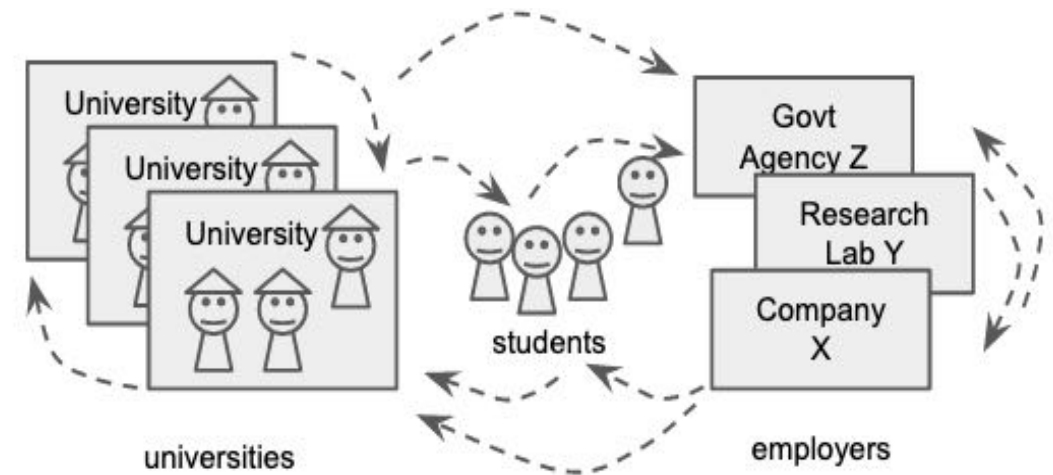 University
University
University
universities
students
Govt
Agency Z
Research
Lab Y
Company
X
employers